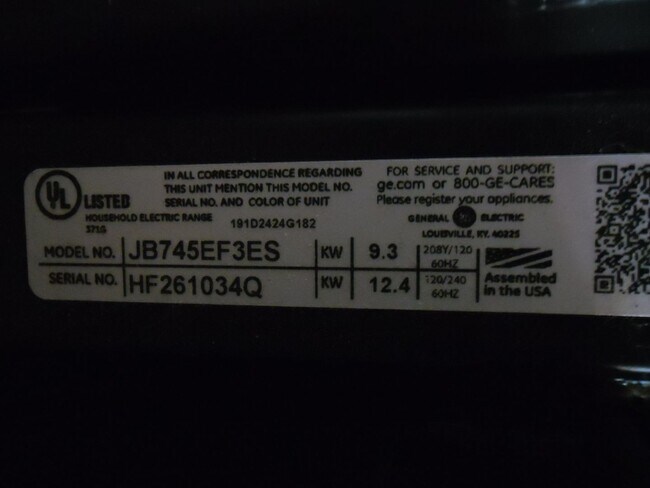 UL LISTED
HOUSEHOLD ELECTRIC RANGE
371G
IN ALL CORRESPONDENCE REGARDING
THIS UNIT MENTION THIS MODEL NO.
SERIAL NO. AND COLOR OF UNIT
191D2424G182
FOR SERVICE AND SUPPORT:
ge.com or 800-GE-CARES
Please register your appliances.
GENERAL ELECTRIC
LOUISVILLE, KY, 40225
MODEL NO. JB745EF3ES KW 9.3 208Y/120 60HZ
SERIAL NO. HF261034Q KW 12.4 120/240 60HZ
Assembled
in the USA